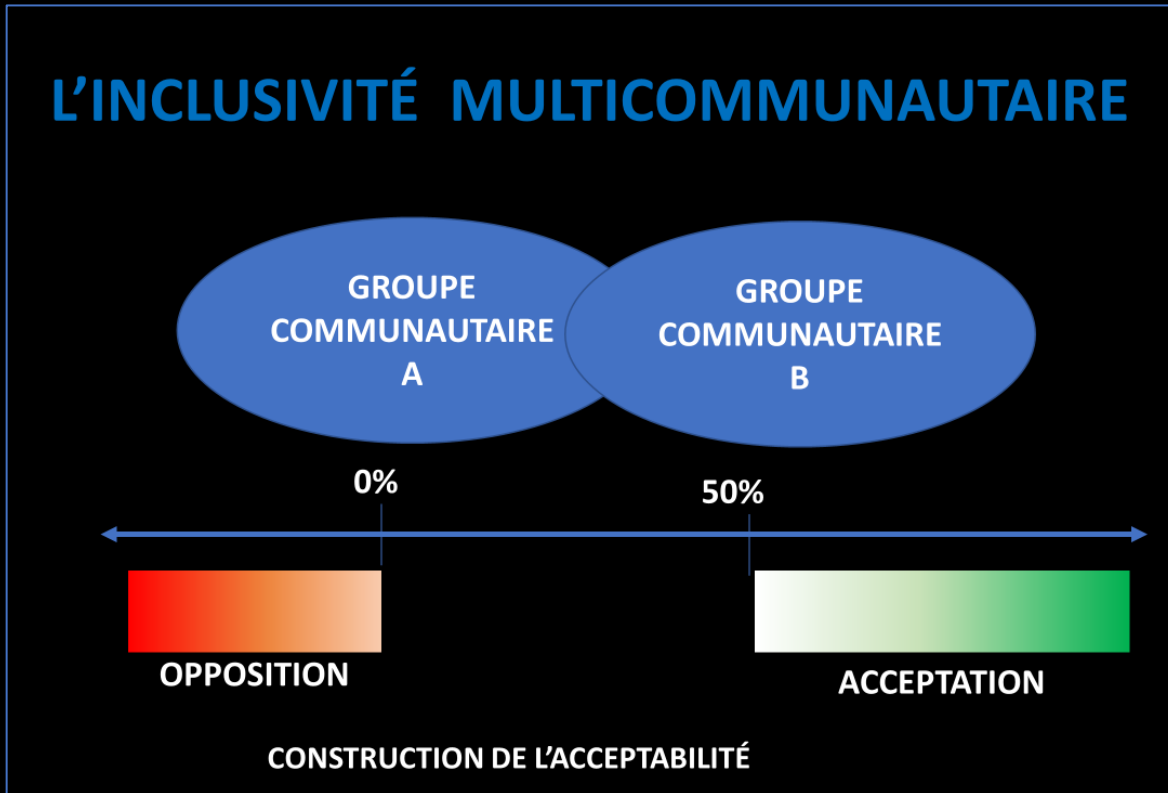 L’INCLUSIVITÉ MULTICOMMUNAUTAIRE
GROUPE
COMMUNAUTAIRE
A
GROUPE
COMMUNAUTAIRE
B
0%
50%
OPPOSITION
ACCEPTATION
CONSTRUCTION DE L’ACCEPTABILITÉ